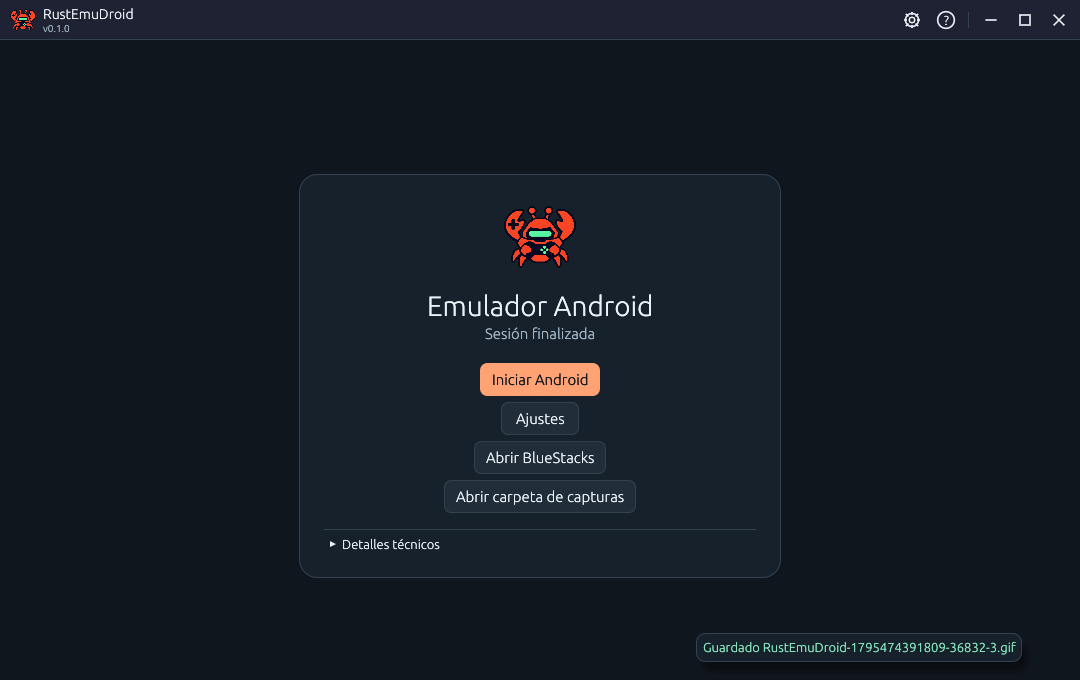 RustEmuDroid
v0.1.0
Emulador Android
Sesión finalizada
Iniciar Android
Ajustes
Abrir BlueStacks
Abrir carpeta de capturas
Detalles técnicos
Guardado RustEmuDroid-1795474391809-36832-3.gif